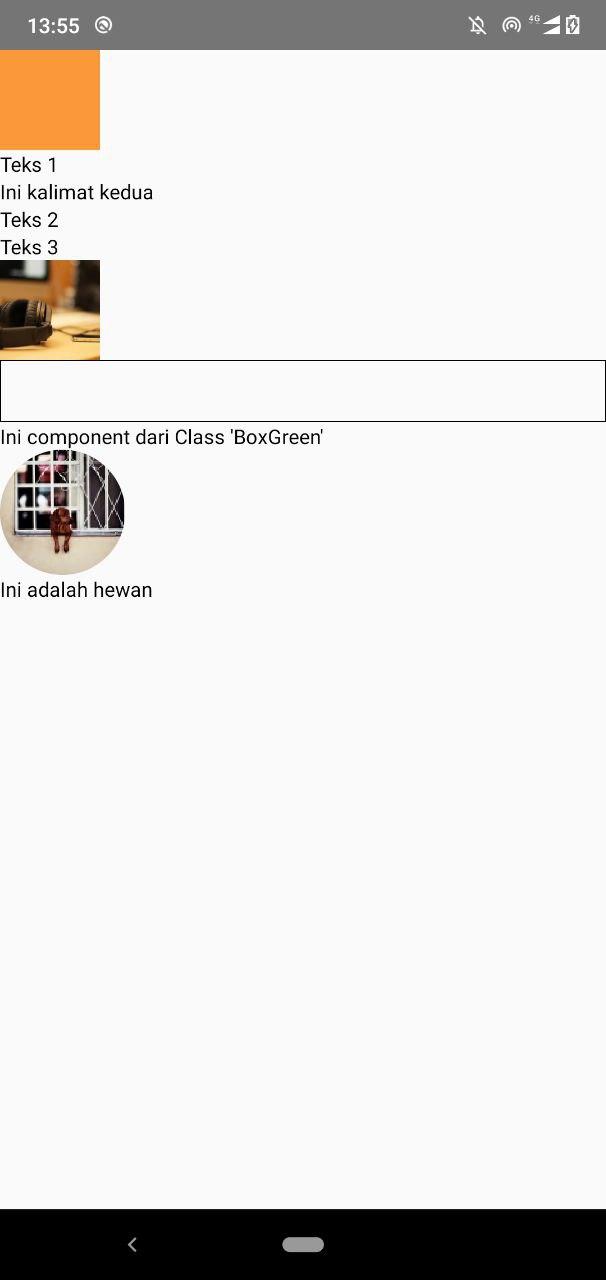 13:55
4G
Teks 1
Ini kalimat kedua
Teks 2
Teks 3
Ini component dari Class 'BoxGreen'
Ini adalah hewan